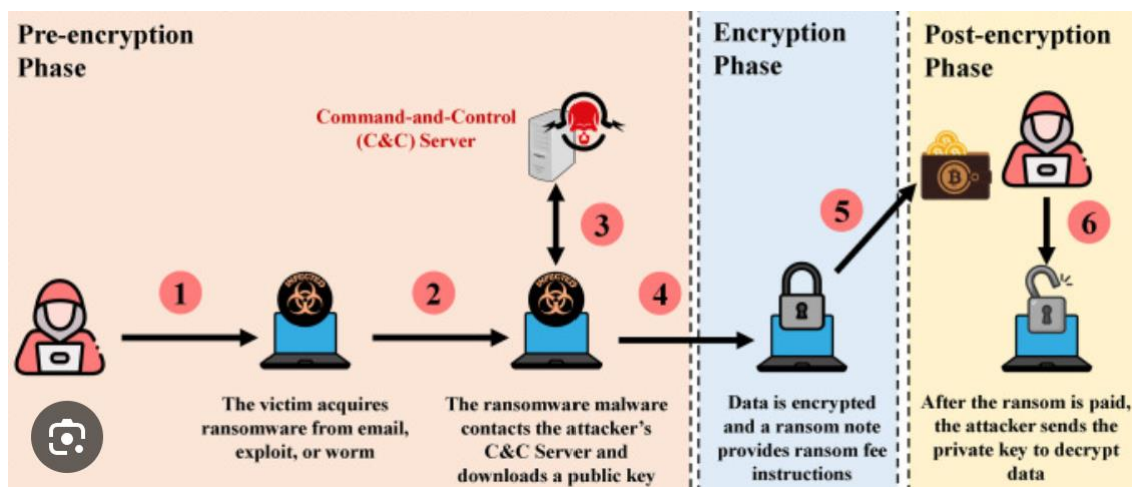 Pre-encryption
Phase
Encryption
Phase
Post-encryption
Phase
Command-and-Control
(C&C) Server
1
2
3
4
5
6
INFECTED
INFECTED
The victim acquires
ransomware from email,
exploit, or worm
The ransomware malware
contacts the attacker's
C&C Server and
downloads a public key
Data is encrypted
and a ransom note
provides ransom fee
instructions
After the ransom is paid,
the attacker sends the
private key to decrypt
data